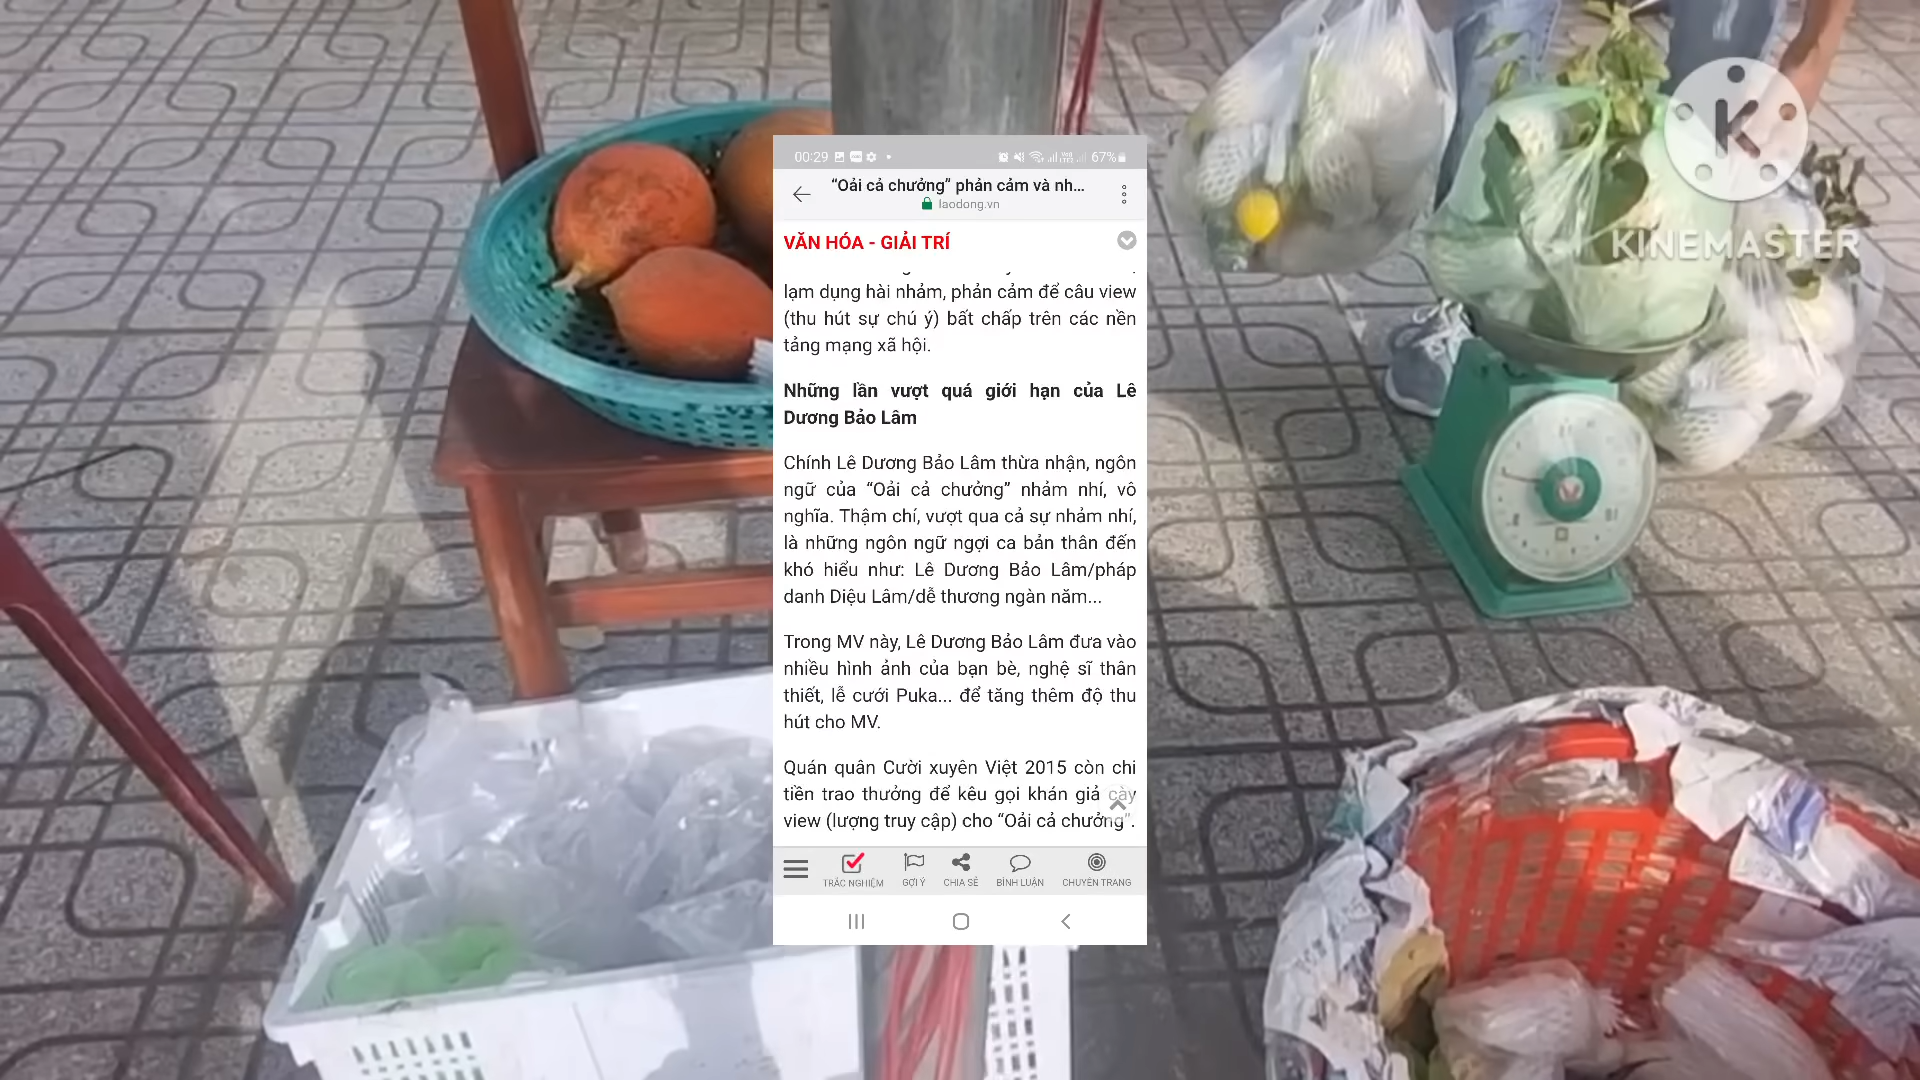 00:29
67%
“Oải cả chưởng” phản cảm và nh...
laodong.vn
VĂN HÓA - GIẢI TRÍ
lạm dụng hài nhảm, phản cảm để câu view
(thu hút sự chú ý) bất chấp trên các nền
tảng mạng xã hội.
Những lần vượt quá giới hạn của Lê
Dương Bảo Lâm
Chính Lê Dương Bảo Lâm thừa nhận, ngôn
ngữ của “Oải cả chưởng” nhảm nhí, vô
nghĩa. Thậm chí, vượt qua cả sự nhảm nhí,
là những ngôn ngữ ngợi ca bản thân đến
khó hiểu như: Lê Dương Bảo Lâm/pháp
danh Diệu Lâm/dễ thương ngàn năm...
Trong MV này, Lê Dương Bảo Lâm đưa vào
nhiều hình ảnh của bạn bè, nghệ sĩ thân
thiết, lễ cưới Puka... để tăng thêm độ thu
hút cho MV.
Quán quân Cười xuyên Việt 2015 còn chi
tiền trao thưởng để kêu gọi khán giả cày
view (lượng truy cập) cho “Oải cả chưởng”.
TRẮC NGHIỆM
GỢI Ý
CHIA SẺ
BÌNH LUẬN
CHUYÊN TRANG
K
KINEMASTER